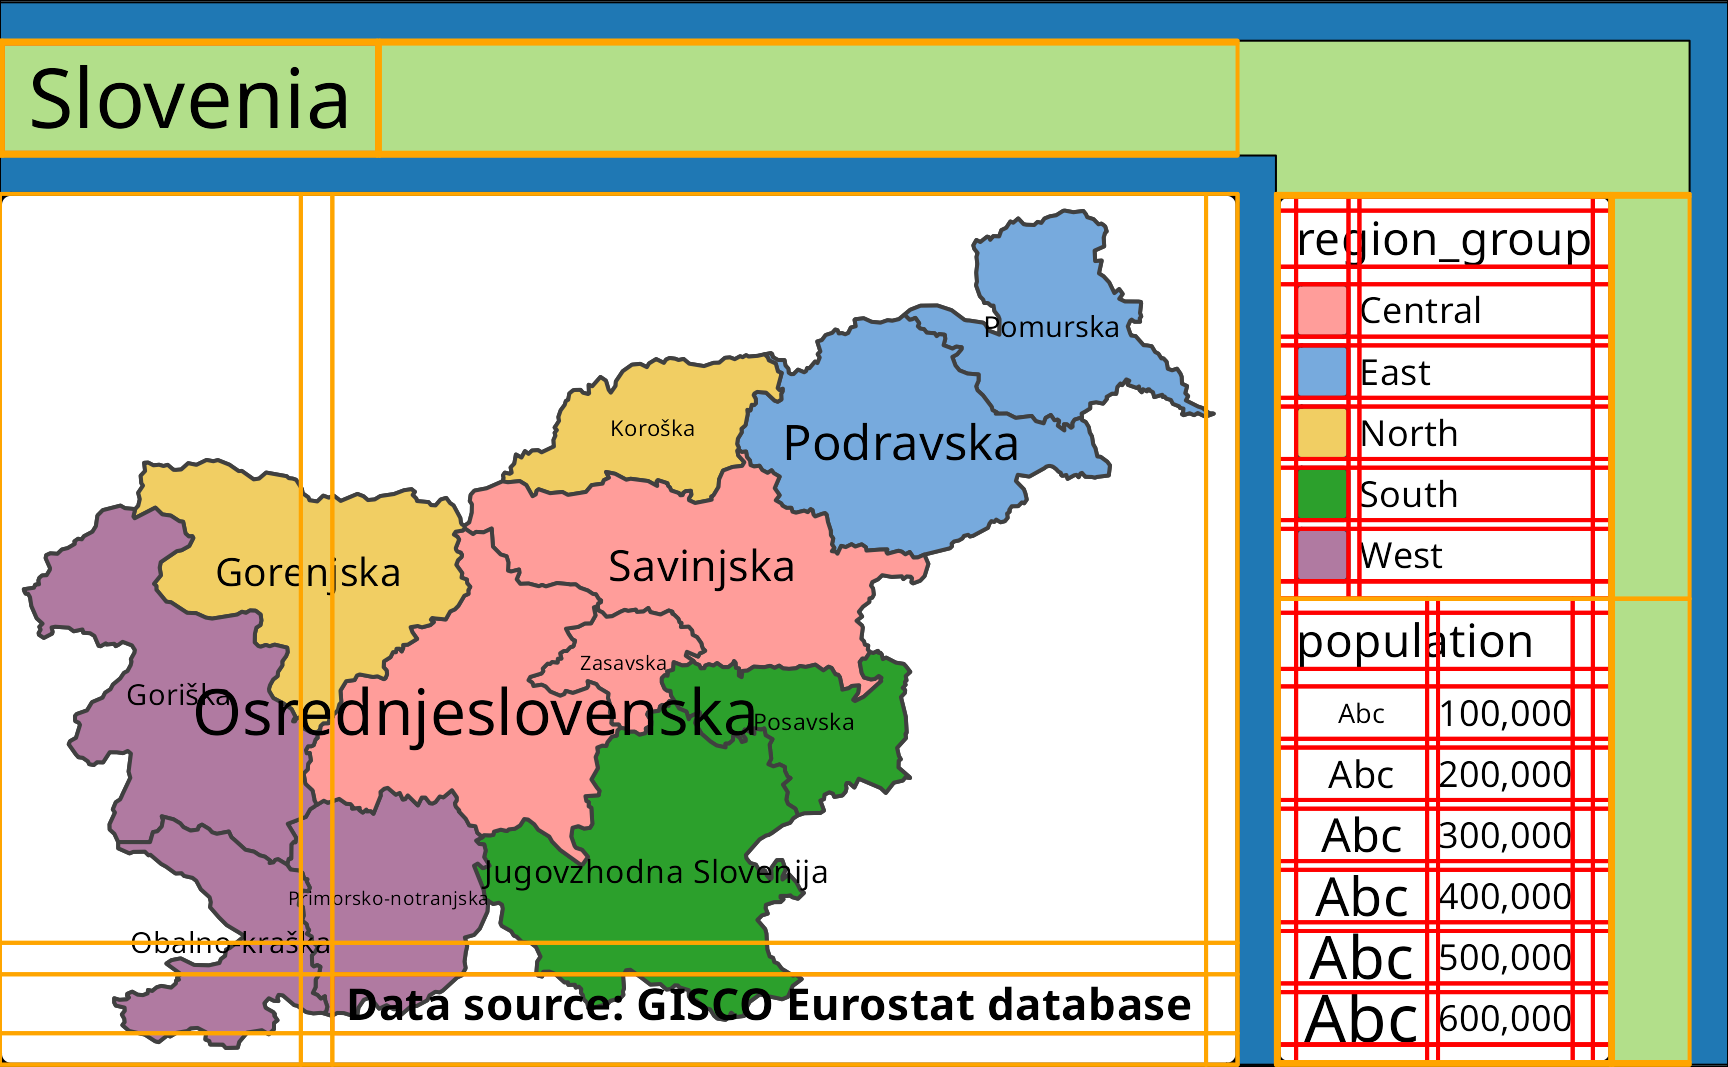 Slovenia
Pomurska
Koroška
Podravska
Gorenjska
Savinjska
Zasavska
Goriška
Osrednjeslovenska
Posavska
Jugovzhodna Slovenija
Primorsko-notranjska
Obalno-kraška
Data source: GISCO Eurostat database
region_group
Central
East
North
South
West
population
Abc 100,000
Abc 200,000
Abc 300,000
Abc 400,000
Abc 500,000
Abc 600,000